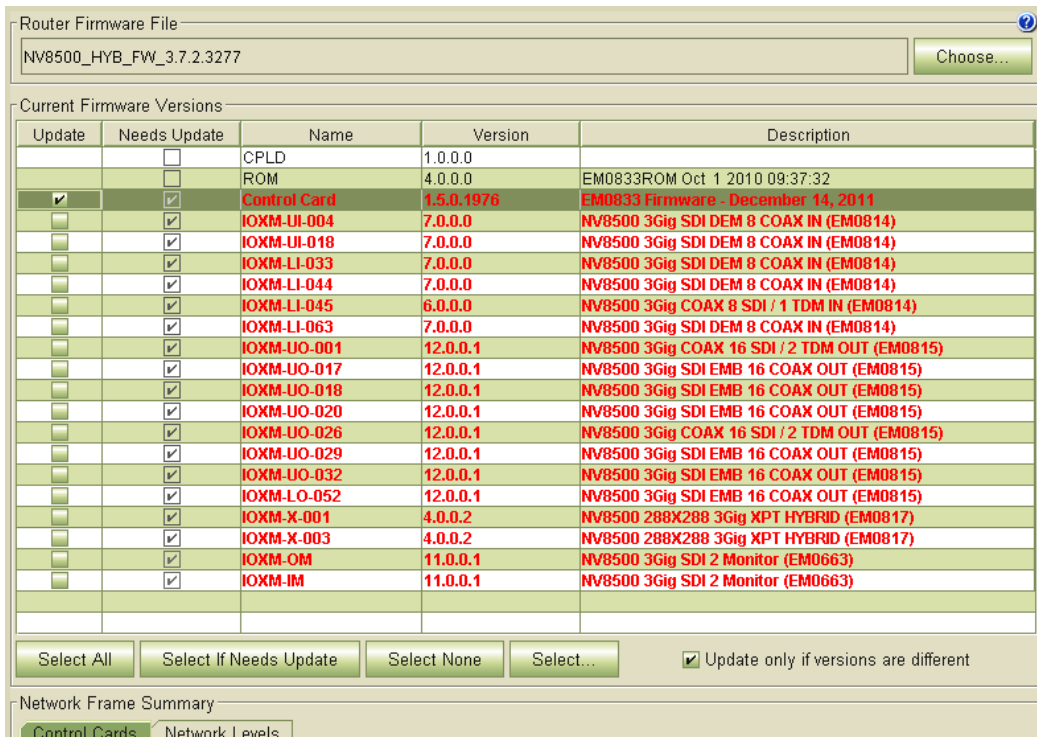 Router Firmware File
NV8500_HYB_FW_3.7.2.3277 Choose...
Current Firmware Versions
Update Needs Update Name Version Description
CPLD 1.0.0.0
ROM 4.0.0.0 EM0833ROM Oct 1 2010 09:37:32
Control Card 1.5.0.1976 EM0833 Firmware - December 14, 2011
IOXM-UI-004 7.0.0.0 NV8500 3Gig SDI DEM 8 COAX IN (EM0814)
IOXM-UI-018 7.0.0.0 NV8500 3Gig SDI DEM 8 COAX IN (EM0814)
IOXM-LI-033 7.0.0.0 NV8500 3Gig SDI DEM 8 COAX IN (EM0814)
IOXM-LI-044 7.0.0.0 NV8500 3Gig SDI DEM 8 COAX IN (EM0814)
IOXM-LI-045 6.0.0.0 NV8500 3Gig COAX 8 SDI / 1 TDM IN (EM0814)
IOXM-LI-063 7.0.0.0 NV8500 3Gig SDI DEM 8 COAX IN (EM0814)
IOXM-UO-001 12.0.0.1 NV8500 3Gig COAX 16 SDI / 2 TDM OUT (EM0815)
IOXM-UO-017 12.0.0.1 NV8500 3Gig SDI EMB 16 COAX OUT (EM0815)
IOXM-UO-018 12.0.0.1 NV8500 3Gig SDI EMB 16 COAX OUT (EM0815)
IOXM-UO-020 12.0.0.1 NV8500 3Gig SDI EMB 16 COAX OUT (EM0815)
IOXM-UO-026 12.0.0.1 NV8500 3Gig COAX 16 SDI / 2 TDM OUT (EM0815)
IOXM-UO-029 12.0.0.1 NV8500 3Gig SDI EMB 16 COAX OUT (EM0815)
IOXM-UO-032 12.0.0.1 NV8500 3Gig SDI EMB 16 COAX OUT (EM0815)
IOXM-LO-052 12.0.0.1 NV8500 3Gig SDI EMB 16 COAX OUT (EM0815)
IOXM-X-001 4.0.0.2 NV8500 288X288 3Gig XPT HYBRID (EM0817)
IOXM-X-003 4.0.0.2 NV8500 288X288 3Gig XPT HYBRID (EM0817)
IOXM-OM 11.0.0.1 NV8500 3Gig SDI 2 Monitor (EM0663)
IOXM-IM 11.0.0.1 NV8500 3Gig SDI 2 Monitor (EM0663)
Select All Select If Needs Update Select None Select... Update only if versions are different
Network Frame Summary
Control Cards Network Levels